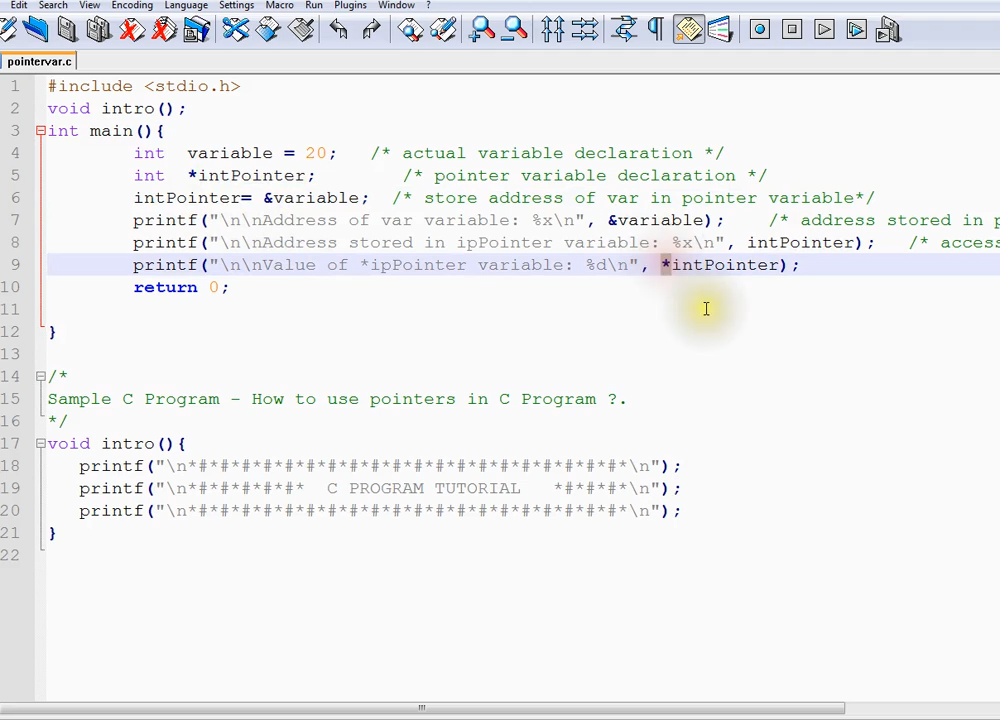 Edit Search View Encoding Language Settings Macro Run Plugins Window ?
pointervar.c
1 #include <stdio.h>
2 void intro();
3 int main(){
4 int variable = 20; /* actual variable declaration */
5 int *intPointer; /* pointer variable declaration */
6 intPointer= &variable; /* store address of var in pointer variable*/
7 printf("\n\nAddress of var variable: %x\n", &variable); /* address stored in p
8 printf("\n\nAddress stored in ipPointer variable: %x\n", intPointer); /* access
9 printf("\n\nValue of *ipPointer variable: %d\n", *intPointer);
10 return 0;
11
12 }
13
14 /*
15 Sample C Program - How to use pointers in C Program ?.
16 */
17 void intro(){
18 printf("\n*#*#*#*#*#*#*#*#*#*#*#*#*#*#*#*#*#*#*#*#*\n");
19 printf("\n*#*#*#*#*#* C PROGRAM TUTORIAL *#*#*#*\n");
20 printf("\n*#*#*#*#*#*#*#*#*#*#*#*#*#*#*#*#*#*#*#*#*\n");
21 }
22